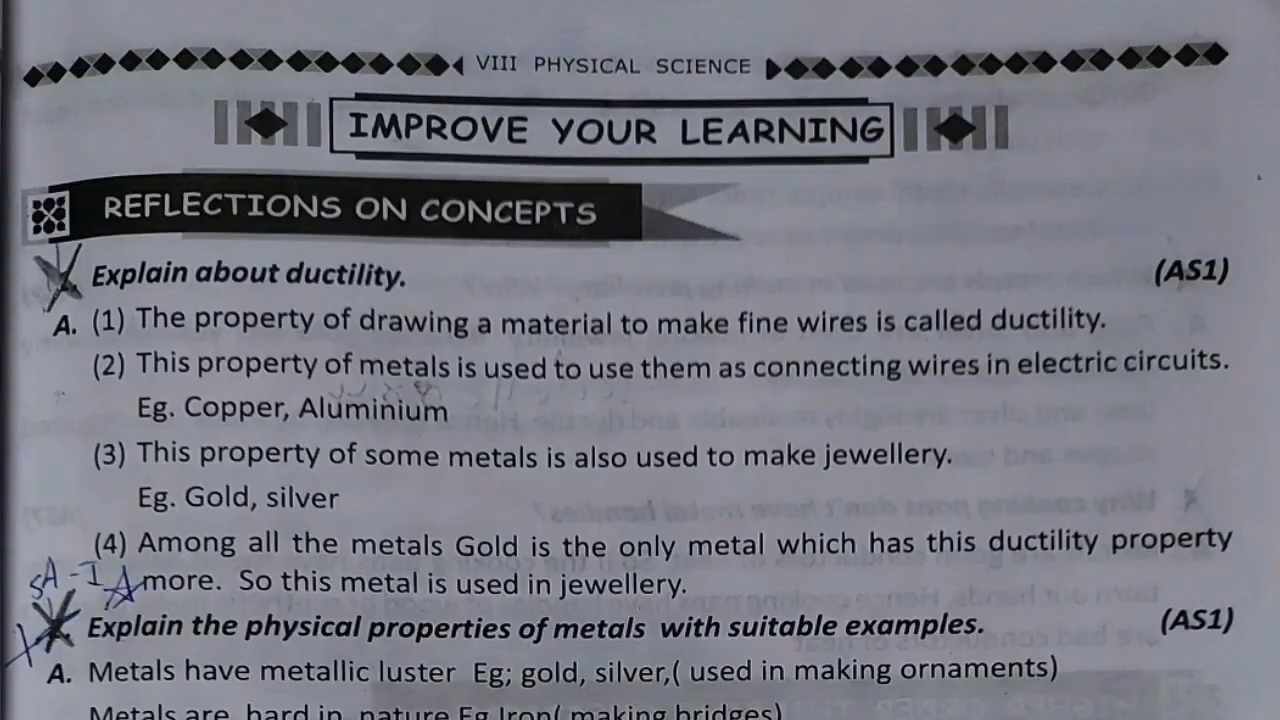 VIII PHYSICAL SCIENCE
IMPROVE YOUR LEARNING
REFLECTIONS ON CONCEPTS
Explain about ductility. (AS1)
A. (1) The property of drawing a material to make fine wires is called ductility.
(2) This property of metals is used to use them as connecting wires in electric circuits.
Eg. Copper, Aluminium
(3) This property of some metals is also used to make jewellery.
Eg. Gold, silver
(4) Among all the metals Gold is the only metal which has this ductility property
SA-I more. So this metal is used in jewellery.
Explain the physical properties of metals with suitable examples. (AS1)
A. Metals have metallic luster Eg; gold, silver,( used in making ornaments)
Metals are hard in nature Eg Iron( making bridges)